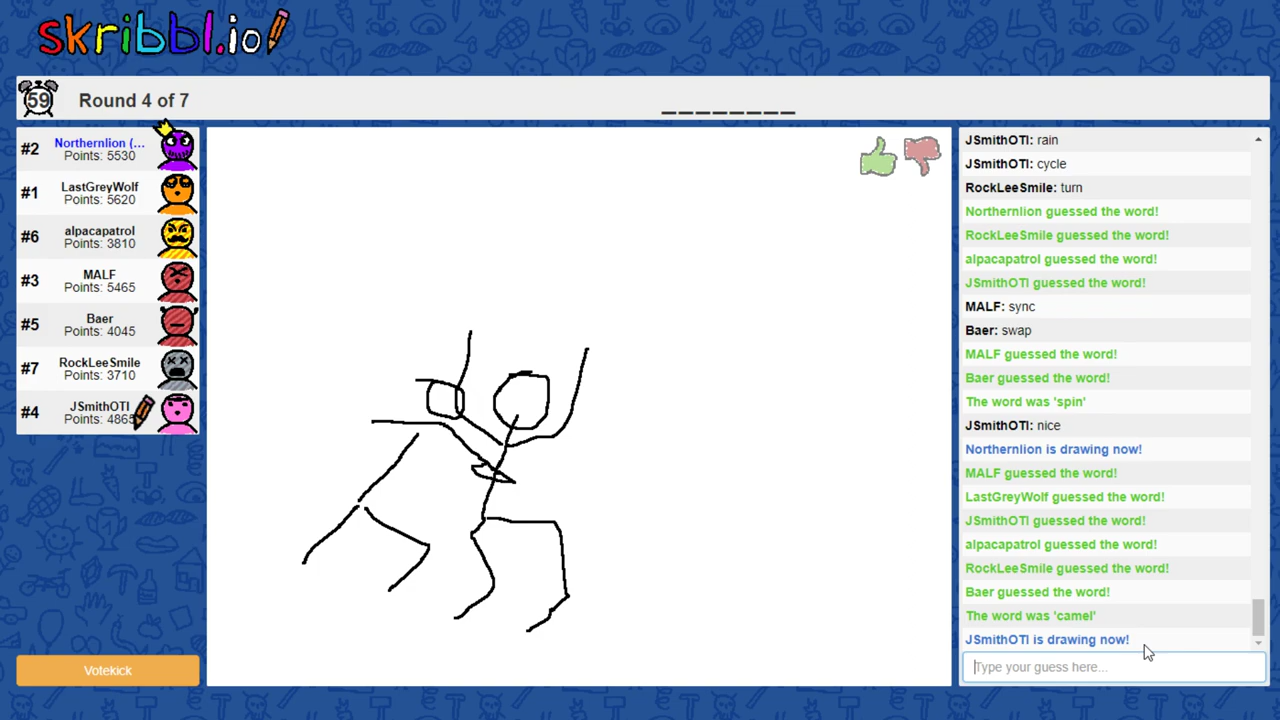 skribbl.io
59
Round 4 of 7
________
#2
Northernlion (...
Points: 5530
#1
LastGreyWolf
Points: 5620
#6
alpacapatrol
Points: 3810
#3
MALF
Points: 5465
#5
Baer
Points: 4045
#7
RockLeeSmile
Points: 3710
#4
JSmithOTI
Points: 4865
Votekick
JSmithOTI: rain
JSmithOTI: cycle
RockLeeSmile: turn
Northernlion guessed the word!
RockLeeSmile guessed the word!
alpacapatrol guessed the word!
JSmithOTI guessed the word!
MALF: sync
Baer: swap
MALF guessed the word!
Baer guessed the word!
The word was 'spin'
JSmithOTI: nice
Northernlion is drawing now!
MALF guessed the word!
LastGreyWolf guessed the word!
JSmithOTI guessed the word!
alpacapatrol guessed the word!
RockLeeSmile guessed the word!
Baer guessed the word!
The word was 'camel'
JSmithOTI is drawing now!
Type your guess here...